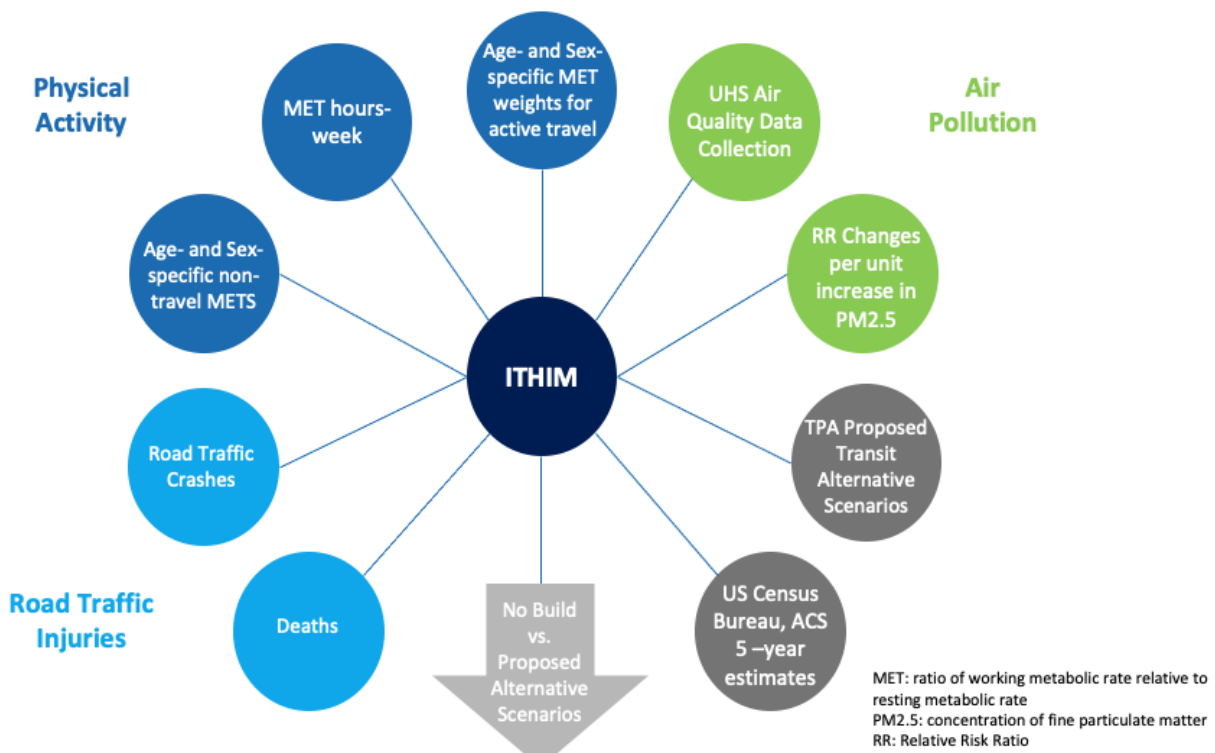 Physical
Activity
MET hours-
week
Age- and Sex-
specific MET
weights for
active travel
UHS Air
Quality Data
Collection
Air
Pollution
Age- and Sex-
specific non-
travel METS
RR Changes
per unit
increase in
PM2.5
ITHIM
Road Traffic
Crashes
TPA Proposed
Transit
Alternative
Scenarios
Road Traffic
Injuries
Deaths
No Build
vs.
Proposed
Alternative
Scenarios
US Census
Bureau, ACS
5 –year
estimates
MET: ratio of working metabolic rate relative to
resting metabolic rate
PM2.5: concentration of fine particulate matter
RR: Relative Risk Ratio